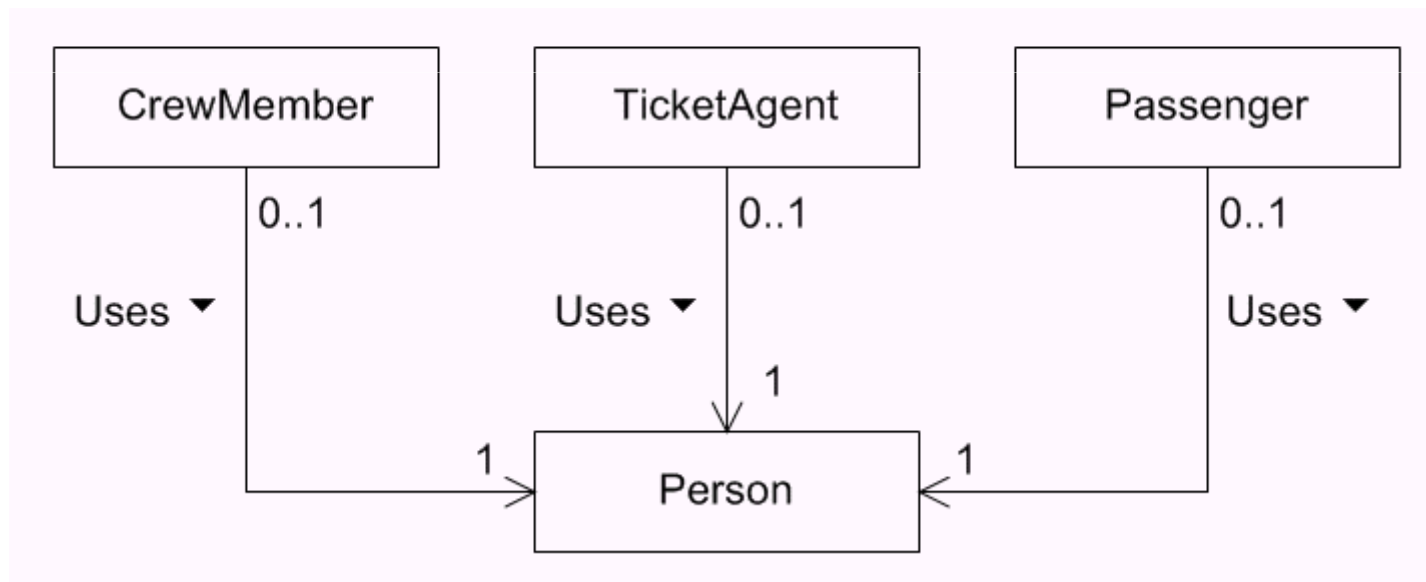 CrewMember
TicketAgent
Passenger
0..1
0..1
0..1
Uses
Uses
Uses
1
1
1
Person